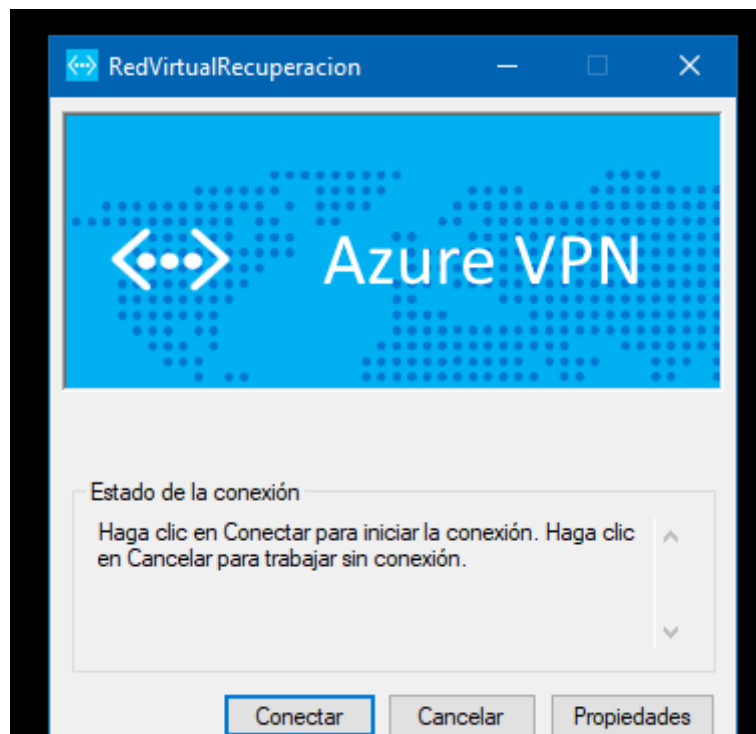 RedVirtualRecuperacion
Azure VPN
Estado de la conexión
Haga clic en Conectar para iniciar la conexión. Haga clic
en Cancelar para trabajar sin conexión.
Conectar Cancelar Propiedades